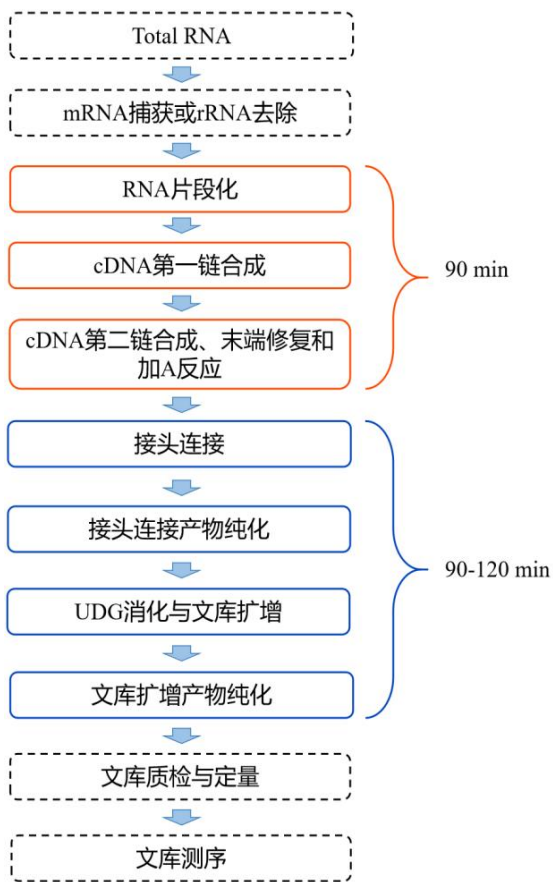 Total RNA
mRNA捕获或rRNA去除
RNA片段化
cDNA第一链合成
cDNA第二链合成、末端修复和
加A反应
90 min
接头连接
接头连接产物纯化
UDG消化与文库扩增
文库扩增产物纯化
90-120 min
文库质检与定量
文库测序